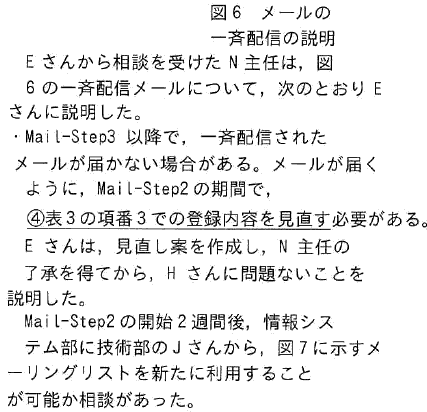 図6 メールの
一斉配信の説明
Eさんから相談を受けたN主任は，図
6の一斉配信メールについて，次のとおりE
さんに説明した。
・Mail-Step3 以降で，一斉配信された
メールが届かない場合がある。メールが届く
ように，Mail-Step2の期間で，
④表3の項番3での登録内容を見直す必要がある。
Eさんは，見直し案を作成し，N 主任の
了承を得てから，H さんに問題ないことを
説明した。
Mail-Step2の開始2週間後，情報シス
テム部に技術部のJさんから，図7に示すメ
ーリングリストを新たに利用すること
が可能か相談があった。